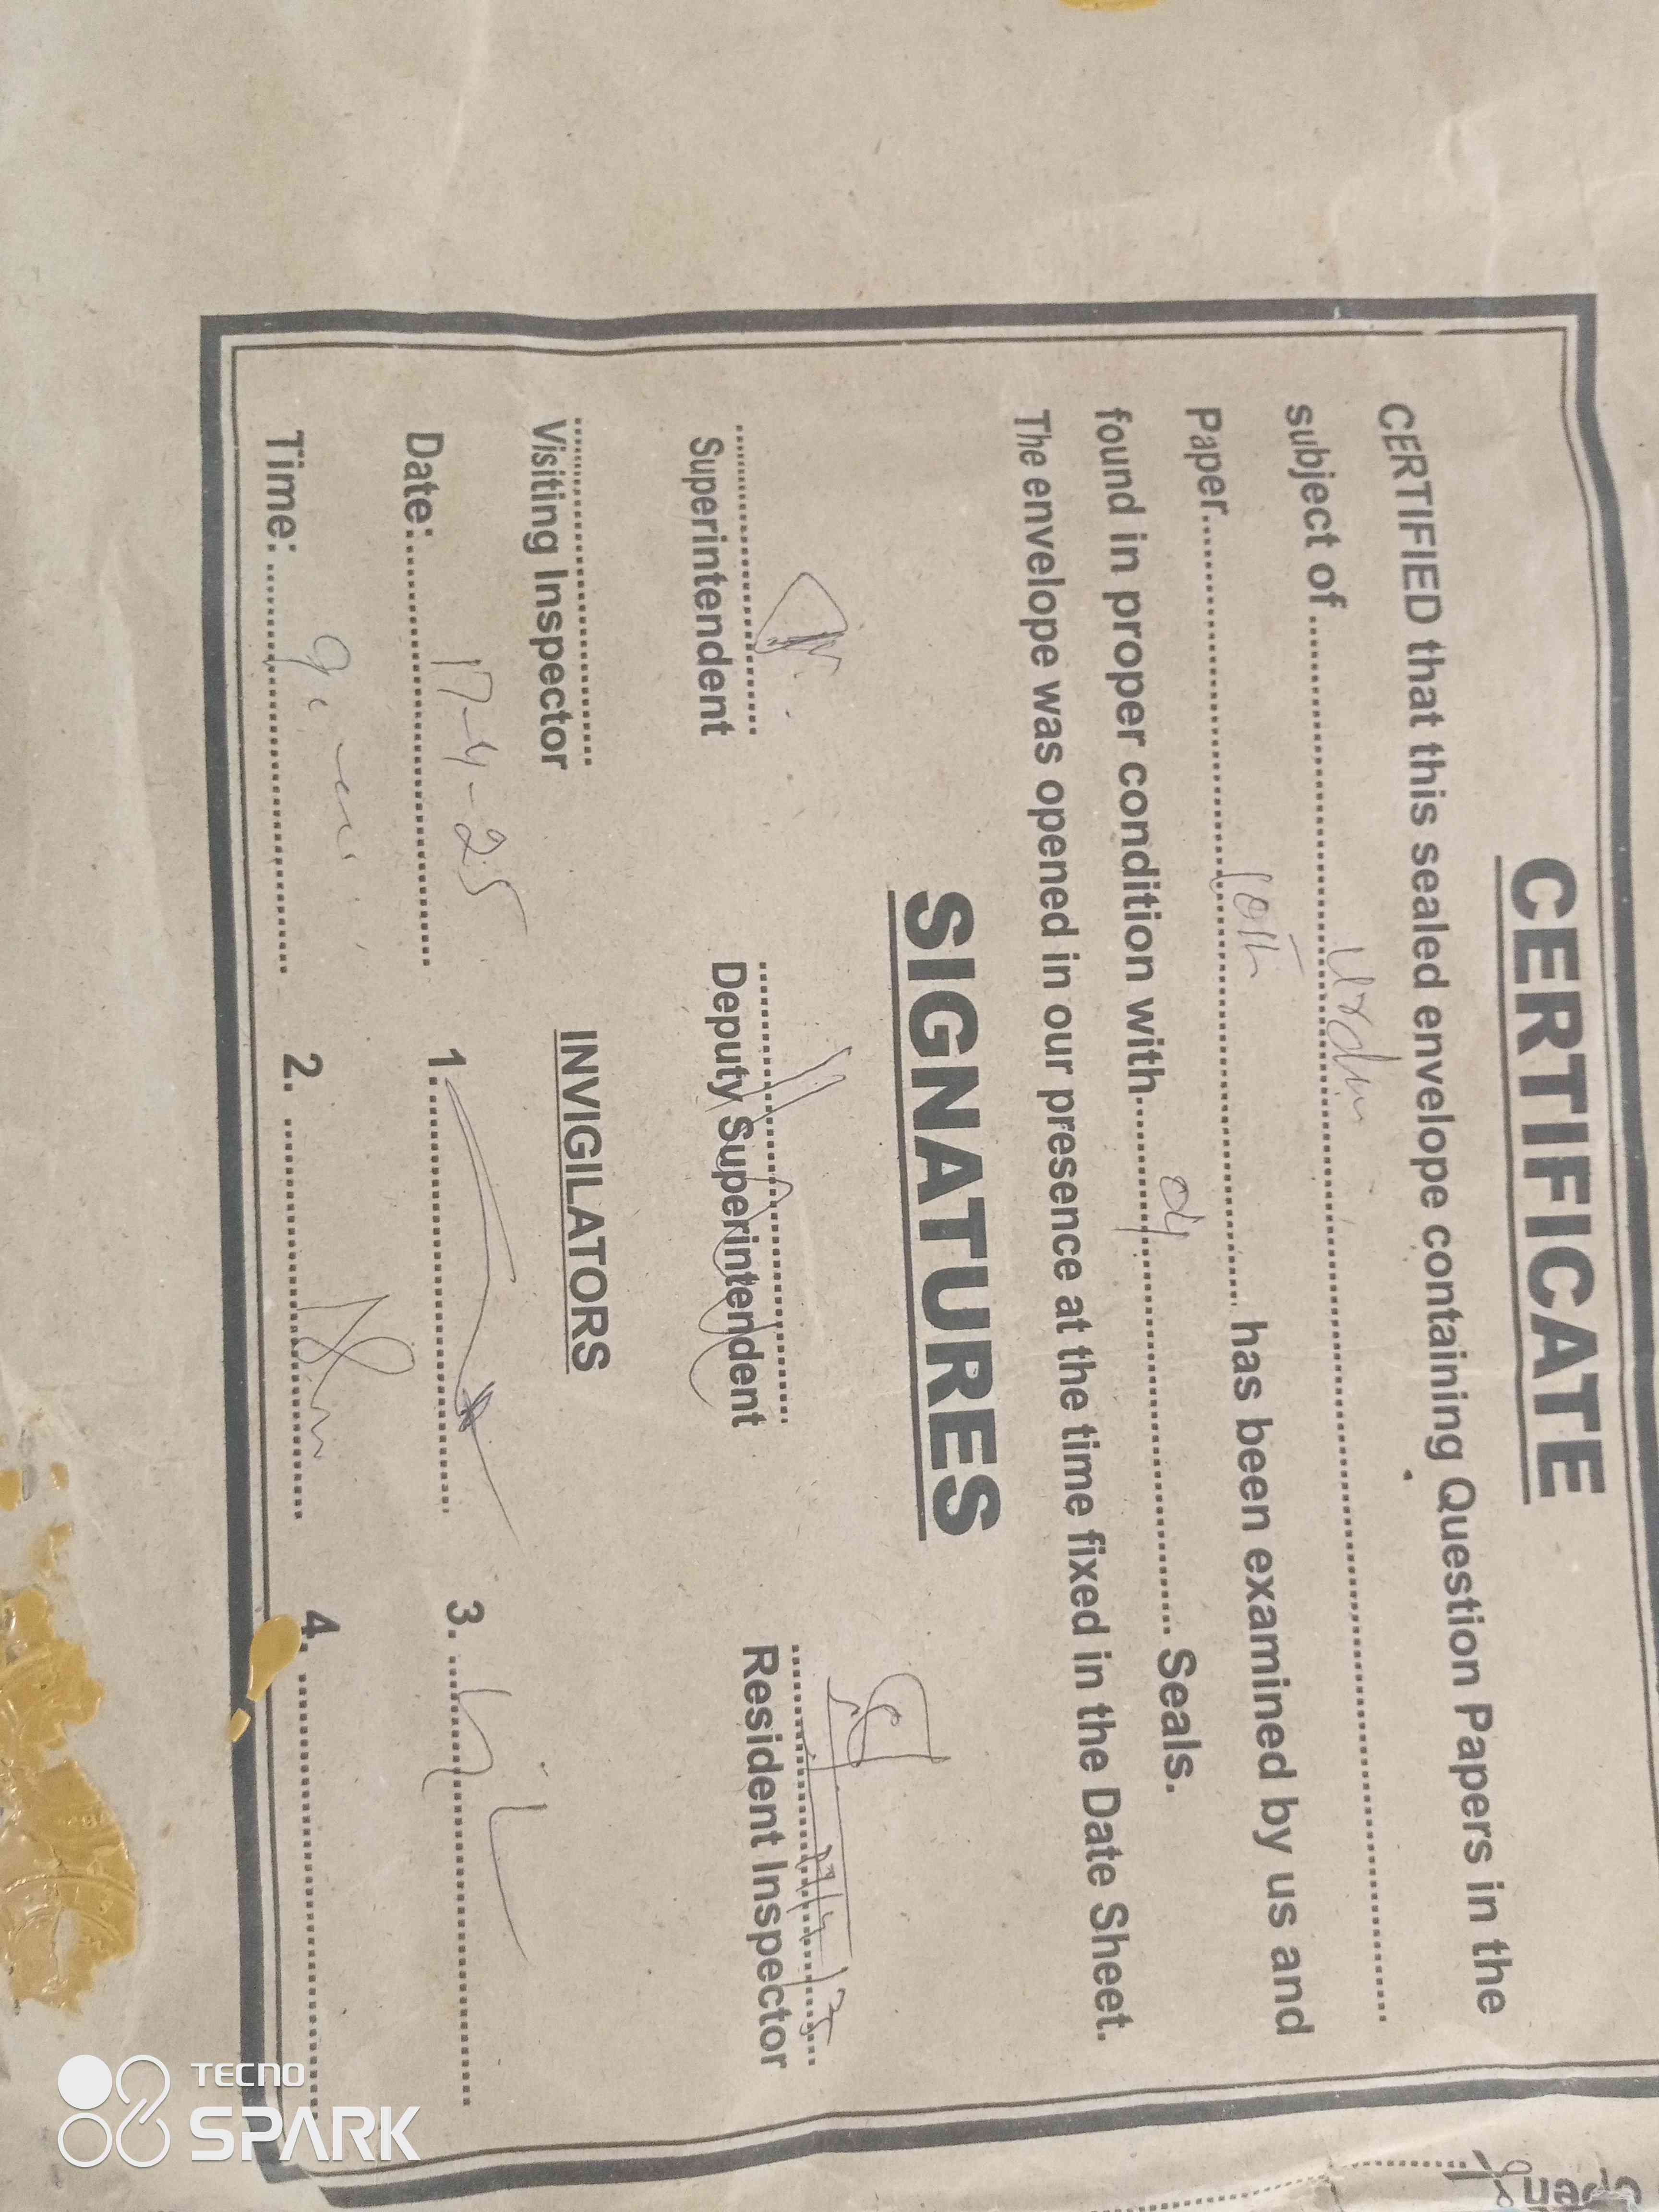 Open
CERTIFICATE
CERTIFIED that this sealed envelope containing Question Papers in the
subject of ........ Urdu ........
Paper ........ 10th ........ has been examined by us and
found in proper condition with ........ 04 ........ Seals.
The envelope was opened in our presence at the time fixed in the Date Sheet.
SIGNATURES
Superintendent Deputy Superintendent Resident Inspector
Visiting Inspector INVIGILATORS
Date: ........ 17-4-25 1. ........ 3. ........
Time: ........ 2. ........ 4. ........
TECNO
SPARK